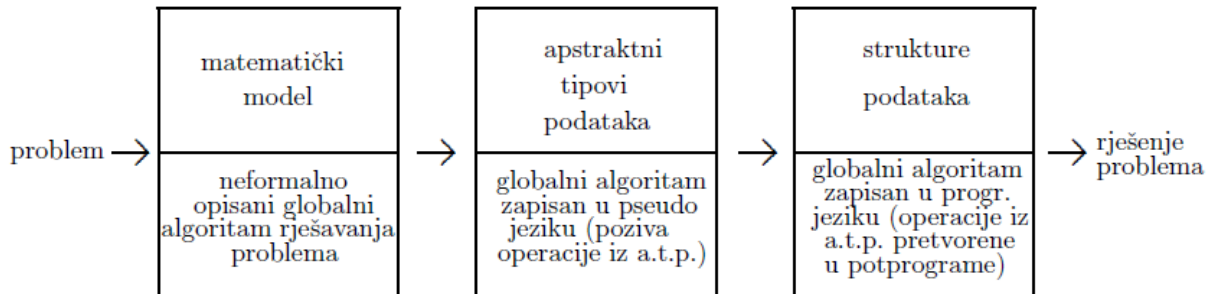 problem
matematički
model
neformalno
opisani globalni
algoritam rješavanja
problema
apstraktni
tipovi
podataka
globalni algoritam
zapisan u pseudo
jeziku (poziva
operacije iz a.t.p.)
strukture
podataka
globalni algoritam
zapisan u progr.
jeziku (operacije iz
a.t.p. pretvorene
u potprograme)
rješenje
problema